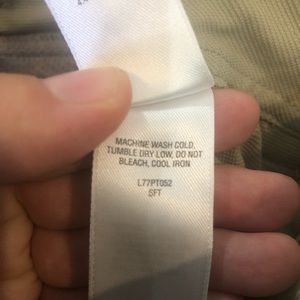 MACHINE WASH COLD,
TUMBLE DRY LOW, DO NOT
BLEACH, COOL IRON
L77PT052
SFT